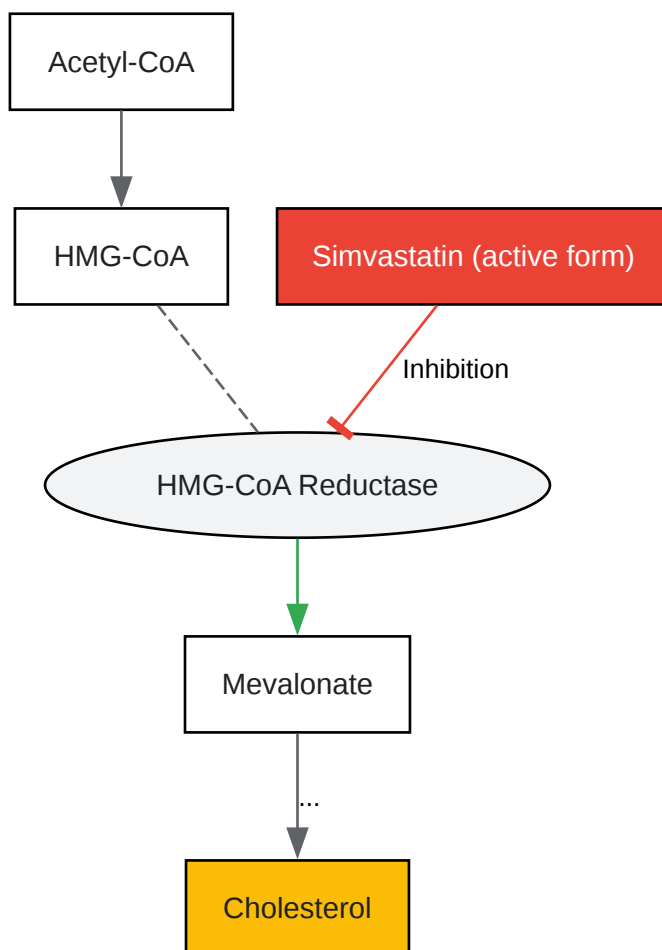 Acetyl-CoA
HMG-CoA
Simvastatin (active form)
Inhibition
HMG-CoA Reductase
Mevalonate
...
Cholesterol